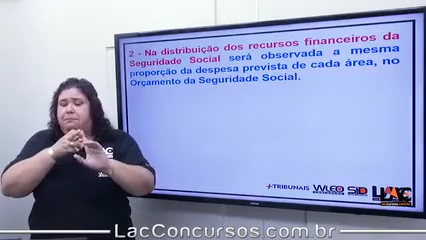 2 - Na distribuição dos recursos financeiros da
Seguridade Social será observada a mesma
proporção da despesa prevista de cada área, no
Orçamento da Seguridade Social.
+TRIBUNAIS
LacConcursos.com.br